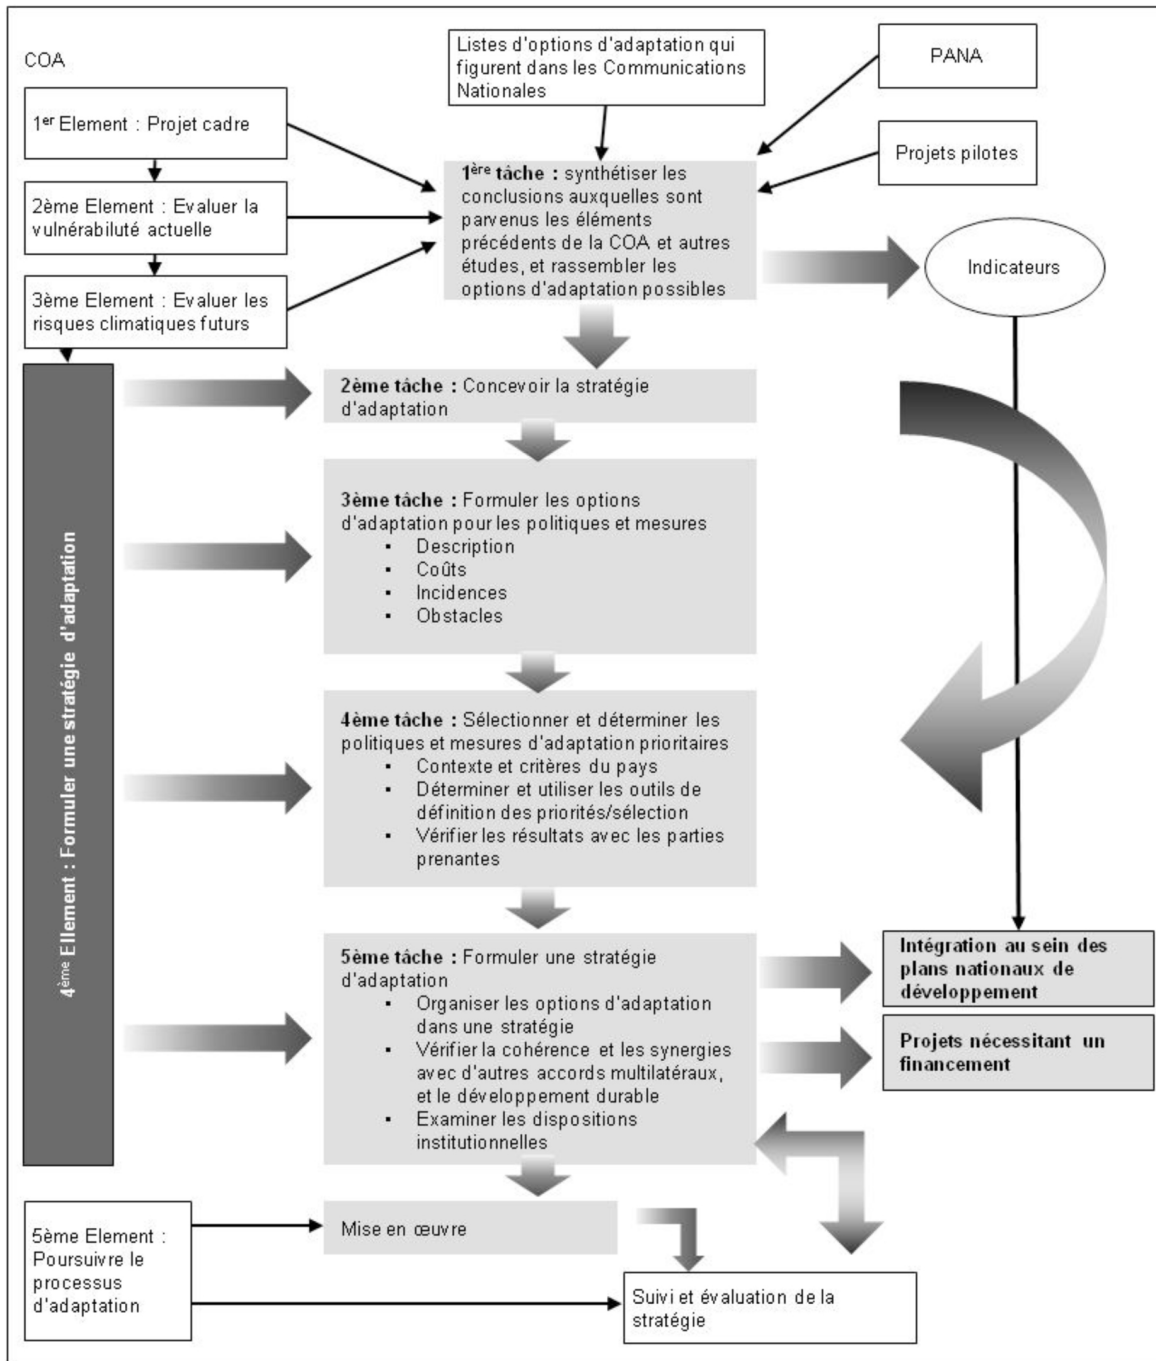 COA
1er Element : Projet cadre
2ème Element : Evaluer la
vulnérabiluté actuelle
3ème Element : Evaluer les
risques climatiques futurs
Listes d'options d'adaptation qui
figurent dans les Communications
Nationales
PANA
Projets pilotes
1ère tâche : synthétiser les
conclusions auxquelles sont
parvenus les éléments
précédents de la COA et autres
études, et rassembler les
options d'adaptation possibles
Indicateurs
4ème Ellement : Formuler une stratégie d'adaptation
2ème tâche : Concevoir la stratégie
d'adaptation
3ème tâche : Formuler les options
d'adaptation pour les politiques et mesures
▪ Description
▪ Coûts
▪ Incidences
▪ Obstacles
4ème tâche : Sélectionner et déterminer les
politiques et mesures d'adaptation prioritaires
▪ Contexte et critères du pays
▪ Déterminer et utiliser les outils de
définition des priorités/sélection
▪ Vérifier les résultats avec les parties
prenantes
5ème tâche : Formuler une stratégie
d'adaptation
▪ Organiser les options d'adaptation
dans une stratégie
▪ Vérifier la cohérence et les synergies
avec d'autres accords multilatéraux,
et le développement durable
▪ Examiner les dispositions
institutionnelles
Intégration au sein des
plans nationaux de
développement
Projets nécessitant un
financement
5ème Element :
Poursuivre le
processus
d'adaptation
Mise en œuvre
Suivi et évaluation de la
stratégie